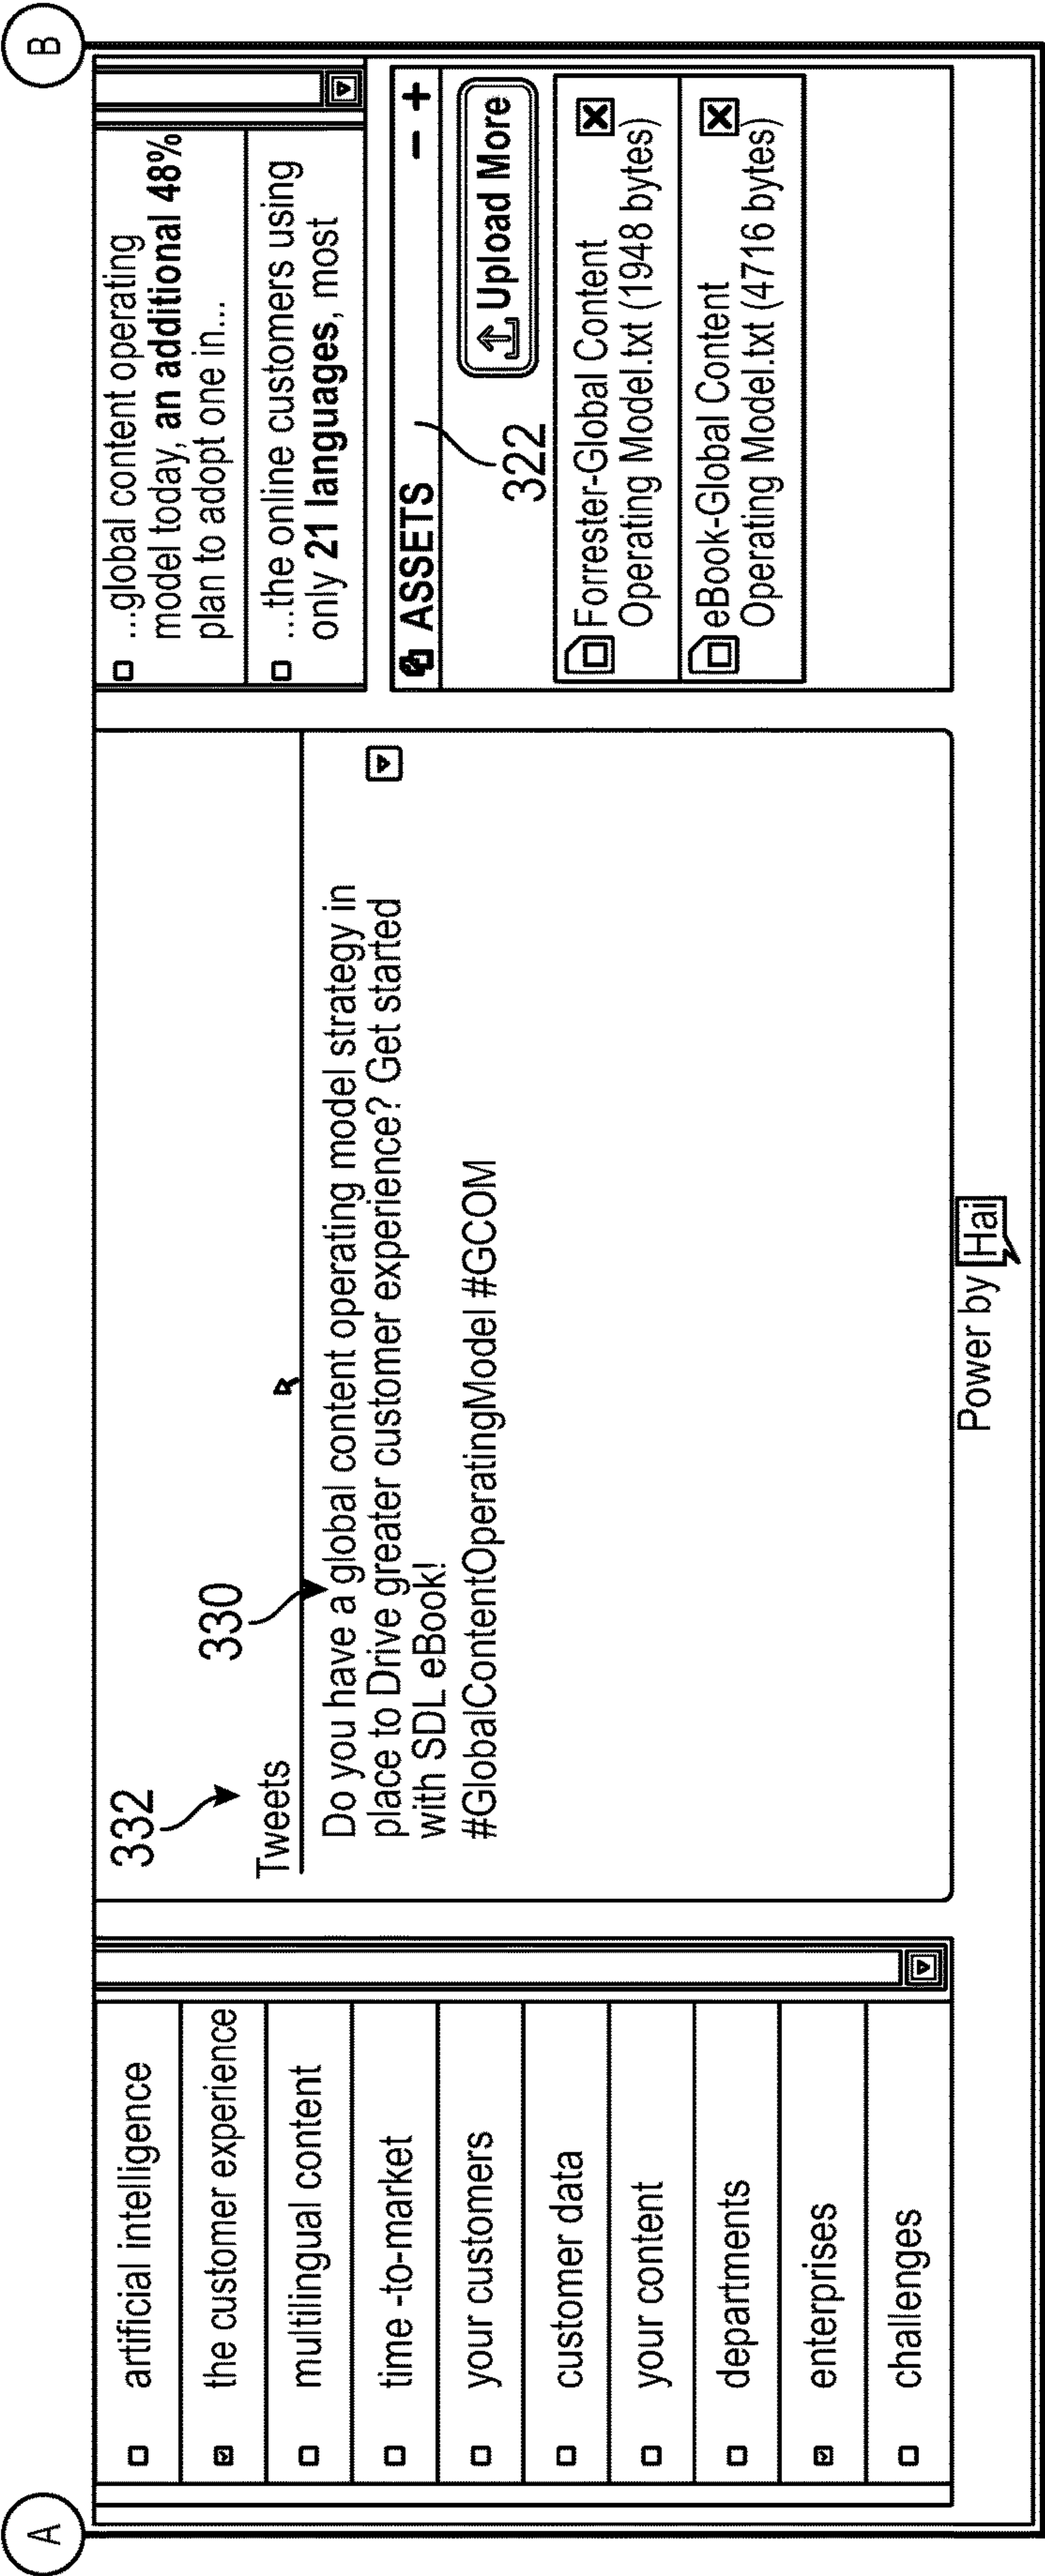 A
B
artificial intelligence
the customer experience
multilingual content
time -to-market
your customers
customer data
your content
departments
enterprises
challenges
332
330
Tweets
Do you have a global content operating model strategy in
place to Drive greater customer experience? Get started
with SDL eBook!
#GlobalContentOperatingModel #GCOM
...global content operating
model today, an additional 48%
plan to adopt one in...
...the online customers using
only 21 languages, most
ASSETS
− +
322
Upload More
Forrester-Global Content
Operating Model.txt (1948 bytes)
eBook-Global Content
Operating Model.txt (4716 bytes)
Power by Hai